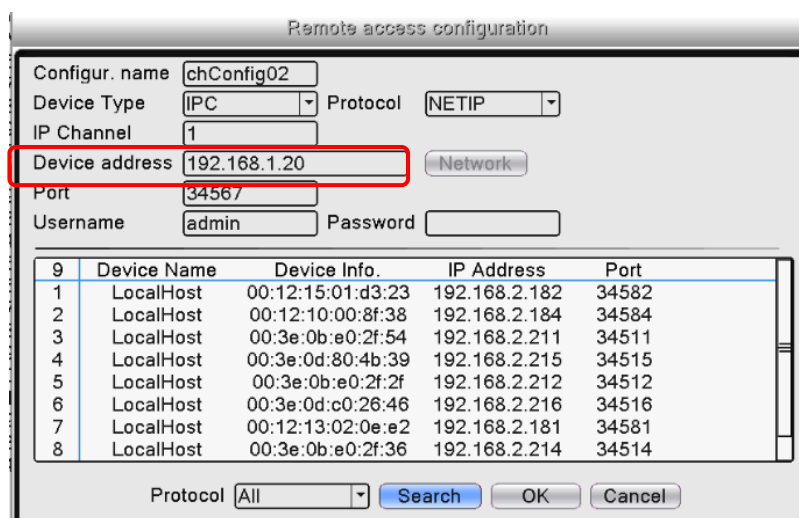 Remote access configuration
Configur. name chConfig02
Device Type IPC Protocol NETIP
IP Channel 1
Device address 192.168.1.20 Network
Port 34567
Username admin Password
9 Device Name Device Info. IP Address Port
1 LocalHost 00:12:15:01:d3:23 192.168.2.182 34582
2 LocalHost 00:12:10:00:8f:38 192.168.2.184 34584
3 LocalHost 00:3e:0b:e0:2f:54 192.168.2.211 34511
4 LocalHost 00:3e:0d:80:4b:39 192.168.2.215 34515
5 LocalHost 00:3e:0b:e0:2f:2f 192.168.2.212 34512
6 LocalHost 00:3e:0d:c0:26:46 192.168.2.216 34516
7 LocalHost 00:12:13:02:0e:e2 192.168.2.181 34581
8 LocalHost 00:3e:0b:e0:2f:36 192.168.2.214 34514
Protocol All Search OK Cancel